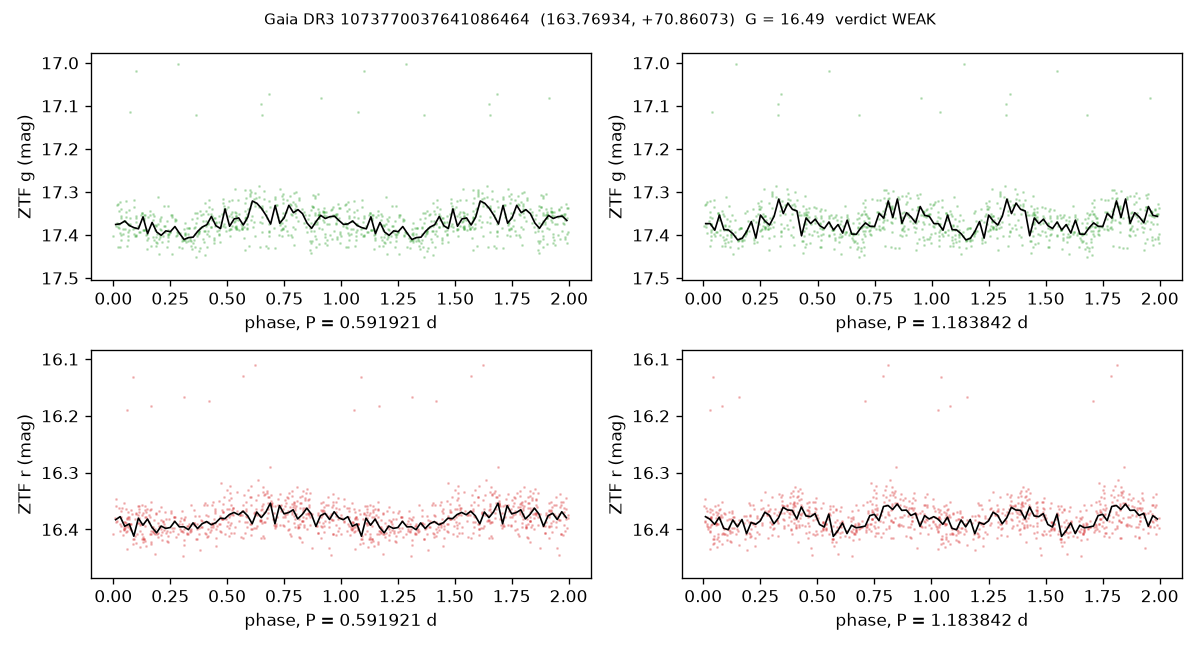 Gaia DR3 1073770037641086464 (163.76934, +70.86073) G = 16.49 verdict WEAK
ZTF g (mag)
17.0
17.1
17.2
17.3
17.4
17.5
0.00 0.25 0.50 0.75 1.00 1.25 1.50 1.75 2.00
phase, P = 0.591921 d
ZTF g (mag)
17.0
17.1
17.2
17.3
17.4
17.5
0.00 0.25 0.50 0.75 1.00 1.25 1.50 1.75 2.00
phase, P = 1.183842 d
ZTF r (mag)
16.1
16.2
16.3
16.4
0.00 0.25 0.50 0.75 1.00 1.25 1.50 1.75 2.00
phase, P = 0.591921 d
ZTF r (mag)
16.1
16.2
16.3
16.4
0.00 0.25 0.50 0.75 1.00 1.25 1.50 1.75 2.00
phase, P = 1.183842 d